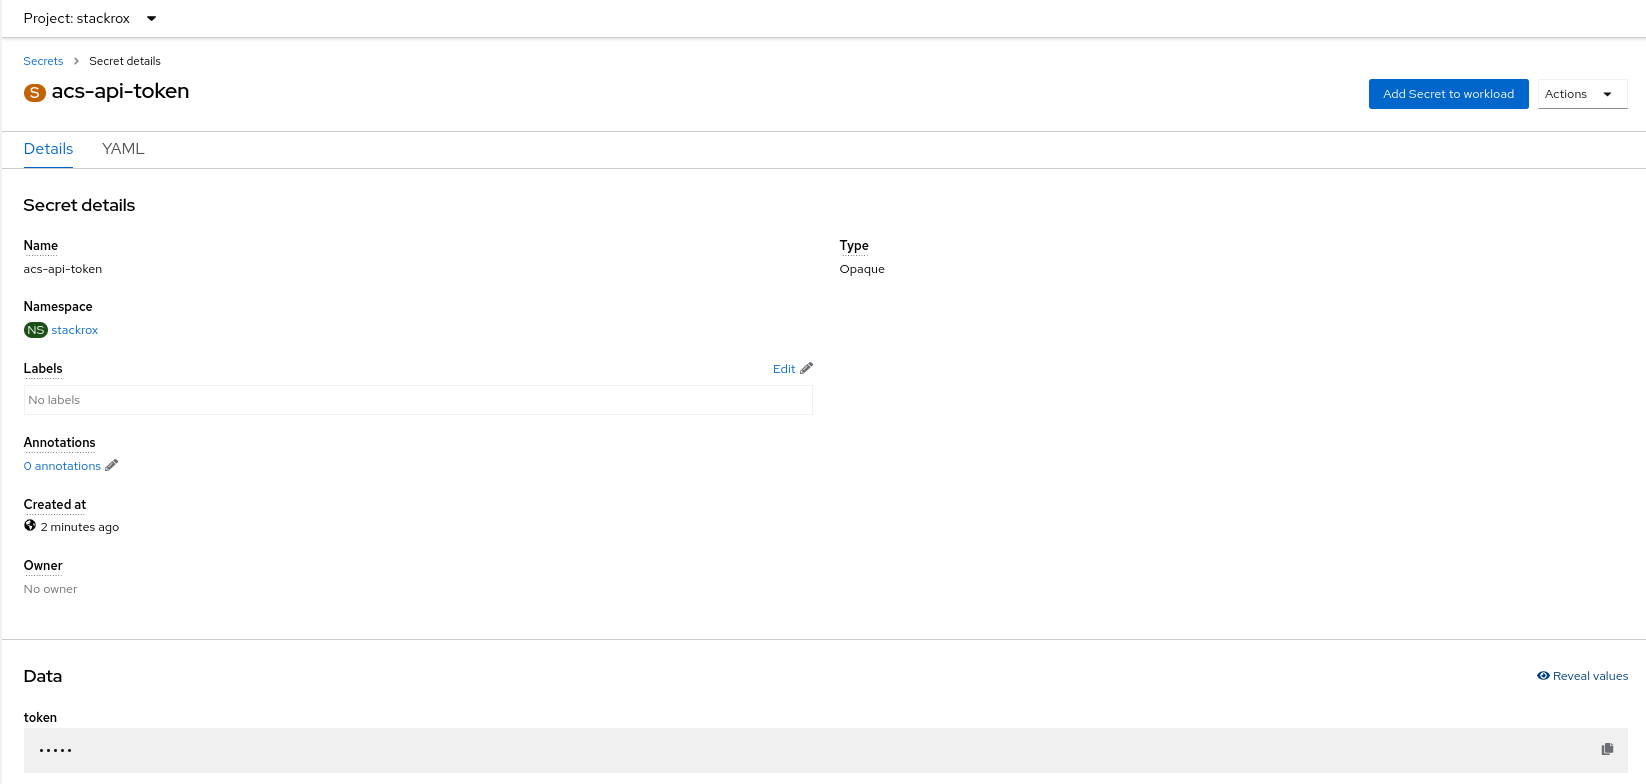 Project: stackrox
Secrets > Secret details
S acs-api-token
Add Secret to workload Actions
Details YAML
Secret details
Name
acs-api-token
Type
Opaque
Namespace
NS stackrox
Labels Edit
No labels
Annotations
0 annotations
Created at
2 minutes ago
Owner
No owner
Data Reveal values
token
•••••